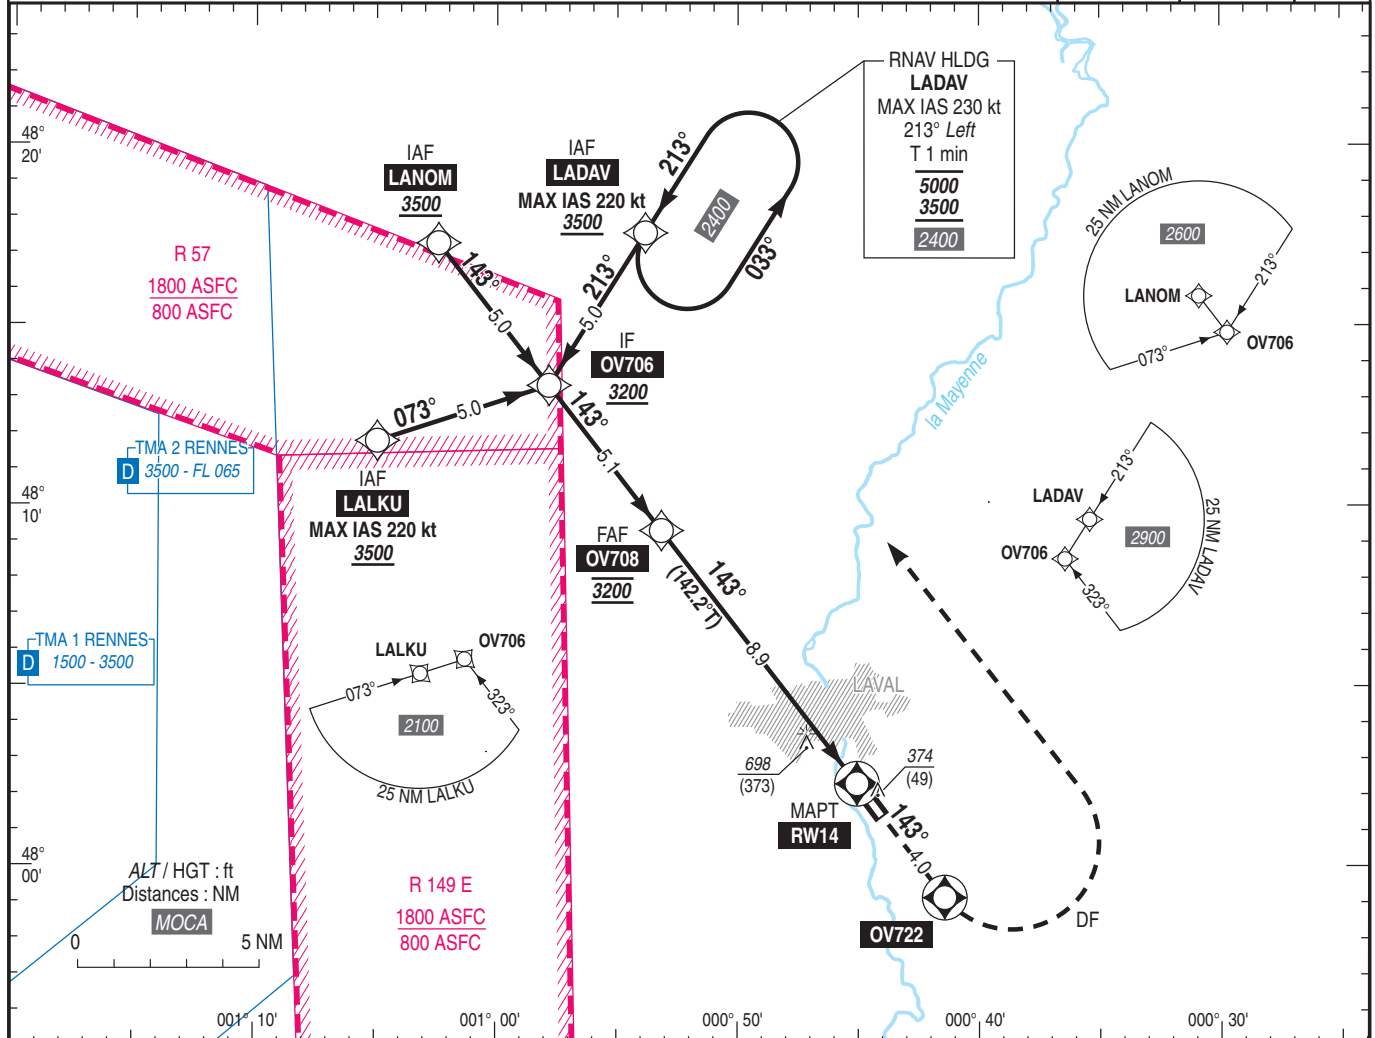 RNAV HLDG
LADAV
MAX IAS 230 kt
213° Left
T 1 min
5000
3500
2400
48°
20'
IAF
LANOM
3500
IAF
LADAV
MAX IAS 220 kt
3500
213°
2400
033°
25 NM LANOM
2600
213°
LANOM
OV706
073°
R 57
1800 ASFC
800 ASFC
143°
5.0
213°
5.0
IF
OV706
3200
la Mayenne
073°
5.0
143°
5.1
TMA 2 RENNES
D 3500 - FL 065
IAF
LALKU
MAX IAS 220 kt
3500
213°
LADAV
25 NM LADAV
2900
OV706
323°
48°
10'
FAF
OV708
3200
143°
(142.2°T)
8.9
TMA 1 RENNES
D 1500 - 3500
LALKU
OV706
073°
323°
2100
25 NM LALKU
LAVAL
698
(373)
374
(49)
MAPT
RW14
143°
4.0
48°
00'
ALT / HGT : ft
Distances : NM
MOCA
0
5 NM
R 149 E
1800 ASFC
800 ASFC
OV722
DF
001° 10'
001° 00'
000° 50'
000° 40'
000° 30'